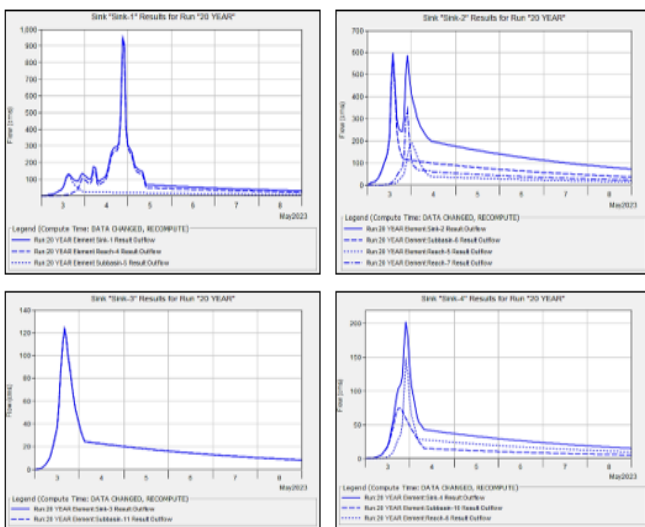 Sink "Sink-1" Results for Run "20 YEAR"
1,000
900
800
700
600
500
400
300
200
100
Flow (cms)
3 4 5 6 7 8
May2023
Legend (Compute Time: DATA CHANGED, RECOMPUTE)
Run 20 YEAR Element Sink-1 Result Outflow
Run 20 YEAR Element Reach-4 Result Outflow
Run 20 YEAR Element Subbasin-5 Result Outflow
Sink "Sink-2" Results for Run "20 YEAR"
700
600
500
400
300
200
100
0
Flow (cms)
3 4 5 6 7 8
May2023
Legend (Compute Time: DATA CHANGED, RECOMPUTE)
Run 20 YEAR Element Sink-2 Result Outflow
Run 20 YEAR Element Subbasin-6 Result Outflow
Run 20 YEAR Element Reach-5 Result Outflow
Run 20 YEAR Element Reach-7 Result Outflow
Sink "Sink-3" Results for Run "20 YEAR"
140
120
100
80
60
40
20
0
Flow (cms)
3 4 5 6 7 8
May2023
Legend (Compute Time: DATA CHANGED, RECOMPUTE)
Run 20 YEAR Element Sink-3 Result Outflow
Run 20 YEAR Element Subbasin-11 Result Outflow
Sink "Sink-4" Results for Run "20 YEAR"
200
150
100
50
0
Flow (cms)
3 4 5 6 7 8
May2023
Legend (Compute Time: DATA CHANGED, RECOMPUTE)
Run 20 YEAR Element Sink-4 Result Outflow
Run 20 YEAR Element Subbasin-10 Result Outflow
Run 20 YEAR Element Reach-6 Result Outflow